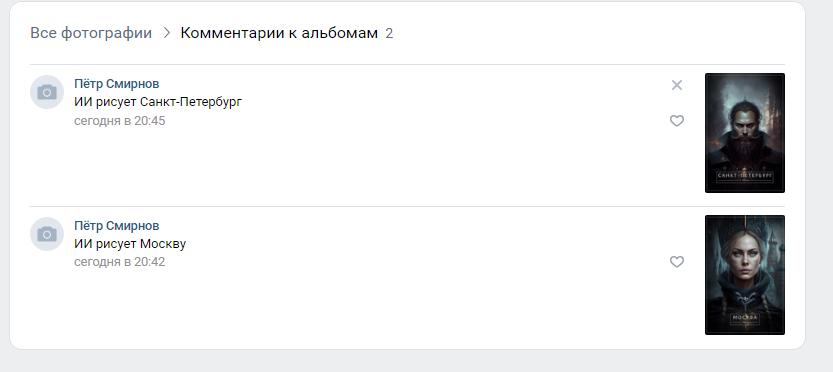 Все фотографии > Комментарии к альбомам 2
Пётр Смирнов
ИИ рисует Санкт-Петербург
сегодня в 20:45
САНКТ-ПЕТЕРБУРГ
Пётр Смирнов
ИИ рисует Москву
сегодня в 20:42
МОСКВА